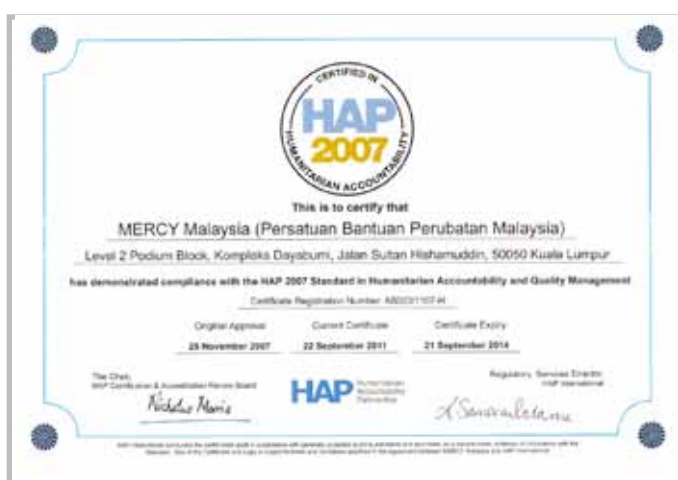 CERTIFIED IN
HAP
2007
HUMANITARIAN ACCOUNTABILITY
This is to certify that
MERCY Malaysia (Persatuan Bantuan Perubatan Malaysia)
Level 2 Podium Block, Kompleks Dayabumi, Jalan Sultan Hishamuddin, 50050 Kuala Lumpur
has demonstrated compliance with the HAP 2007 Standard in Humanitarian Accountability and Quality Management
Certificate Registration Number:
Original Approval Current Certificate Certificate Expiry
26 November 2007 22 September 2011 21 September 2014
The Chair, Regulatory Services Director
HAP Certification & Accreditation Review Board HAP International
HAP Humanitarian
Accountability
Partnership